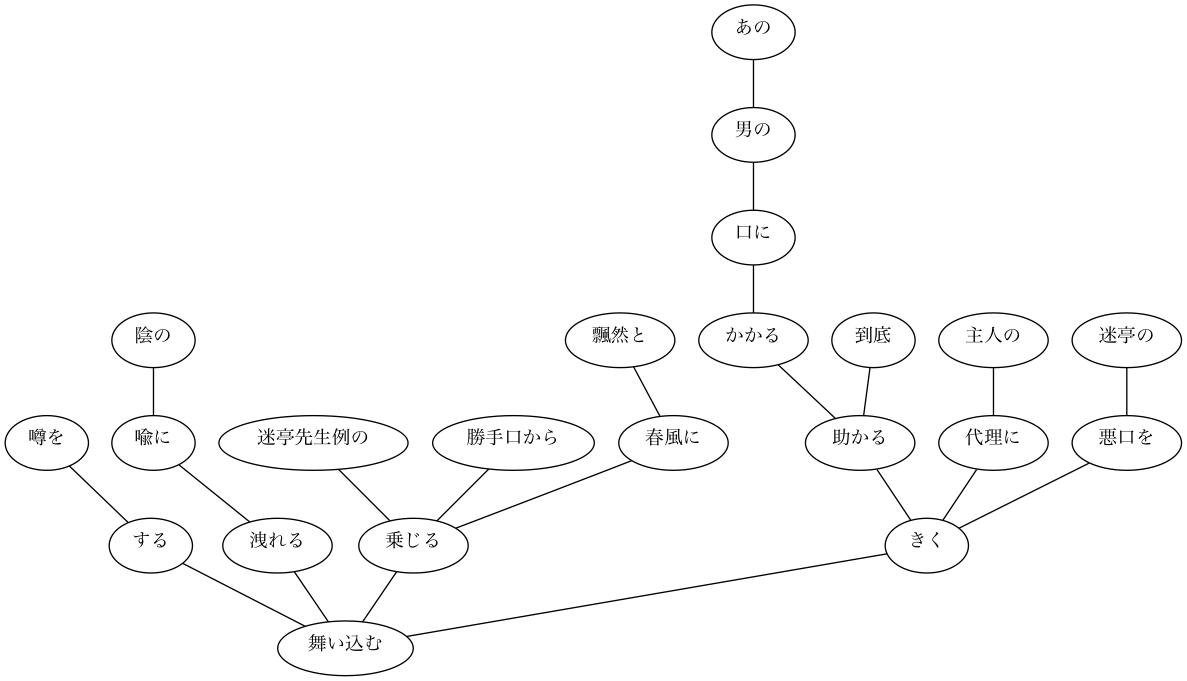 あの
男の
口に
陰の
飄然と
かかる
到底
主人の
迷亭の
噂を
喩に
迷亭先生例の
勝手口から
春風に
助かる
代理に
悪口を
する
洩れる
乗じる
きく
舞い込む